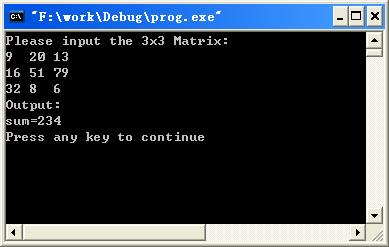 "F:\work\Debug\prog.exe"
Please input the 3x3 Matrix:
9  20 13
16 51 79
32 8  6
Output:
sum=234
Press any key to continue